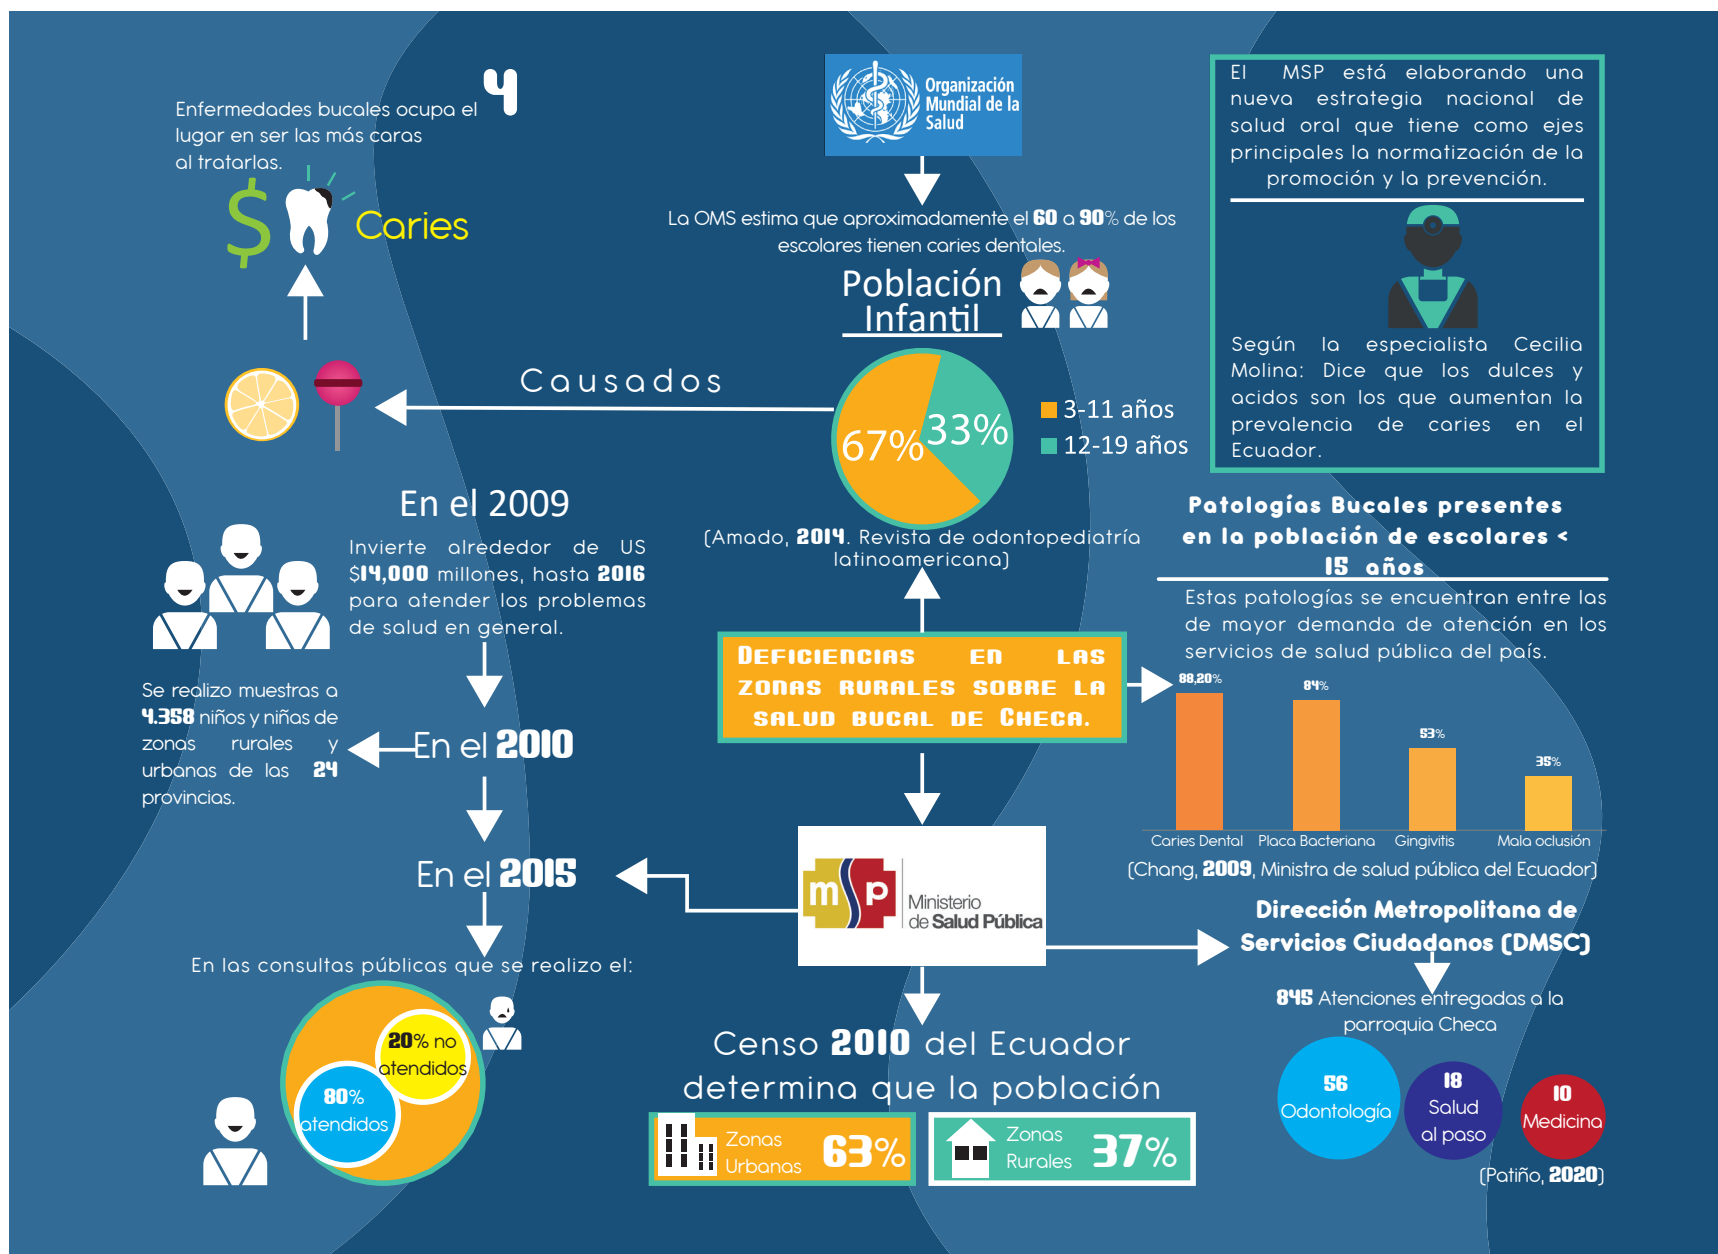 4
Enfermedades bucales ocupa el
lugar en ser las más caras
al tratarlas.
$
Caries
Organización
Mundial de la
Salud
La OMS estima que aproximadamente el 60 a 90% de los
escolares tienen caries dentales.
Población
Infantil
67%
33%
3-11 años
12-19 años
(Amado, 2014. Revista de odontopediatría
latinoamericana)
Causados
El MSP está elaborando una
nueva estrategia nacional de
salud oral que tiene como ejes
principales la normatización de la
promoción y la prevención.
Según la especialista Cecilia
Molina: Dice que los dulces y
acidos son los que aumentan la
prevalencia de caries en el
Ecuador.
En el 2009
Invierte alrededor de US
$14,000 millones, hasta 2016
para atender los problemas
de salud en general.
Se realizo muestras a
4.358 niños y niñas de
zonas rurales y
urbanas de las 24
provincias.
En el 2010
En el 2015
En las consultas públicas que se realizo el:
20% no
atendidos
80%
atendidos
Deficiencias en las
zonas rurales sobre la
salud bucal de Checa.
Patologías Bucales presentes
en la población de escolares <
15 años
Estas patologías se encuentran entre las
de mayor demanda de atención en los
servicios de salud pública del país.
88,20%
84%
53%
35%
Caries Dental Placa Bacteriana Gingivitis Mala oclusión
(Chang, 2009, Ministra de salud pública del Ecuador)
msp
Ministerio
de Salud Pública
Dirección Metropolitana de
Servicios Ciudadanos (DMSC)
845 Atenciones entregadas a la
parroquia Checa
56
Odontología
18
Salud
al paso
10
Medicina
(Patiño, 2020)
Censo 2010 del Ecuador
determina que la población
Zonas
Urbanas
63%
Zonas
Rurales
37%